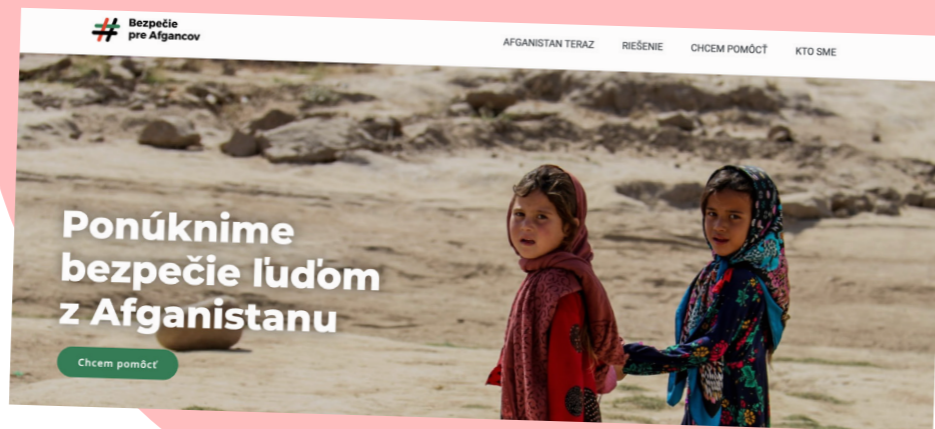 Bezpečie
pre Afgancov
AFGANISTAN TERAZ RIEŠENIE CHCEM POMÔCŤ KTO SME
Ponúknime
bezpečie ľuďom
z Afganistanu
Chcem pomôcť